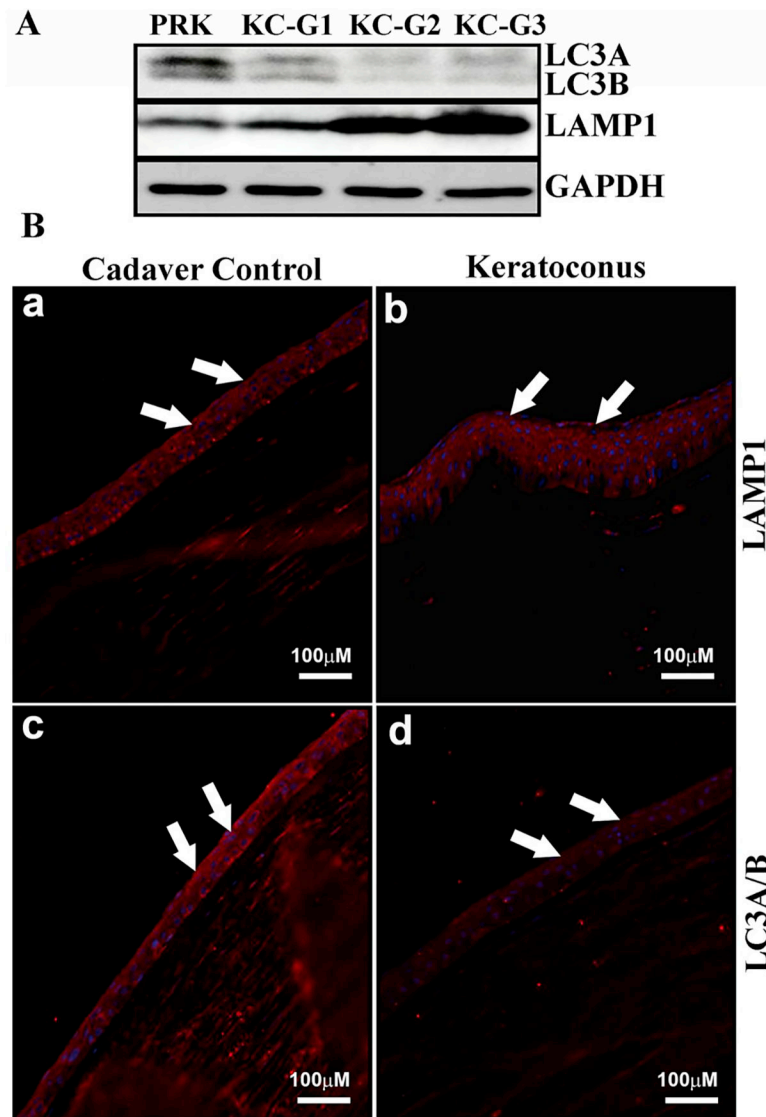 A
PRK KC-G1 KC-G2 KC-G3
LC3A
LC3B
LAMP1
GAPDH
B
Cadaver Control Keratoconus
a b
LAMP1
100μM 100μM
c d
LC3A/B
100μM 100μM